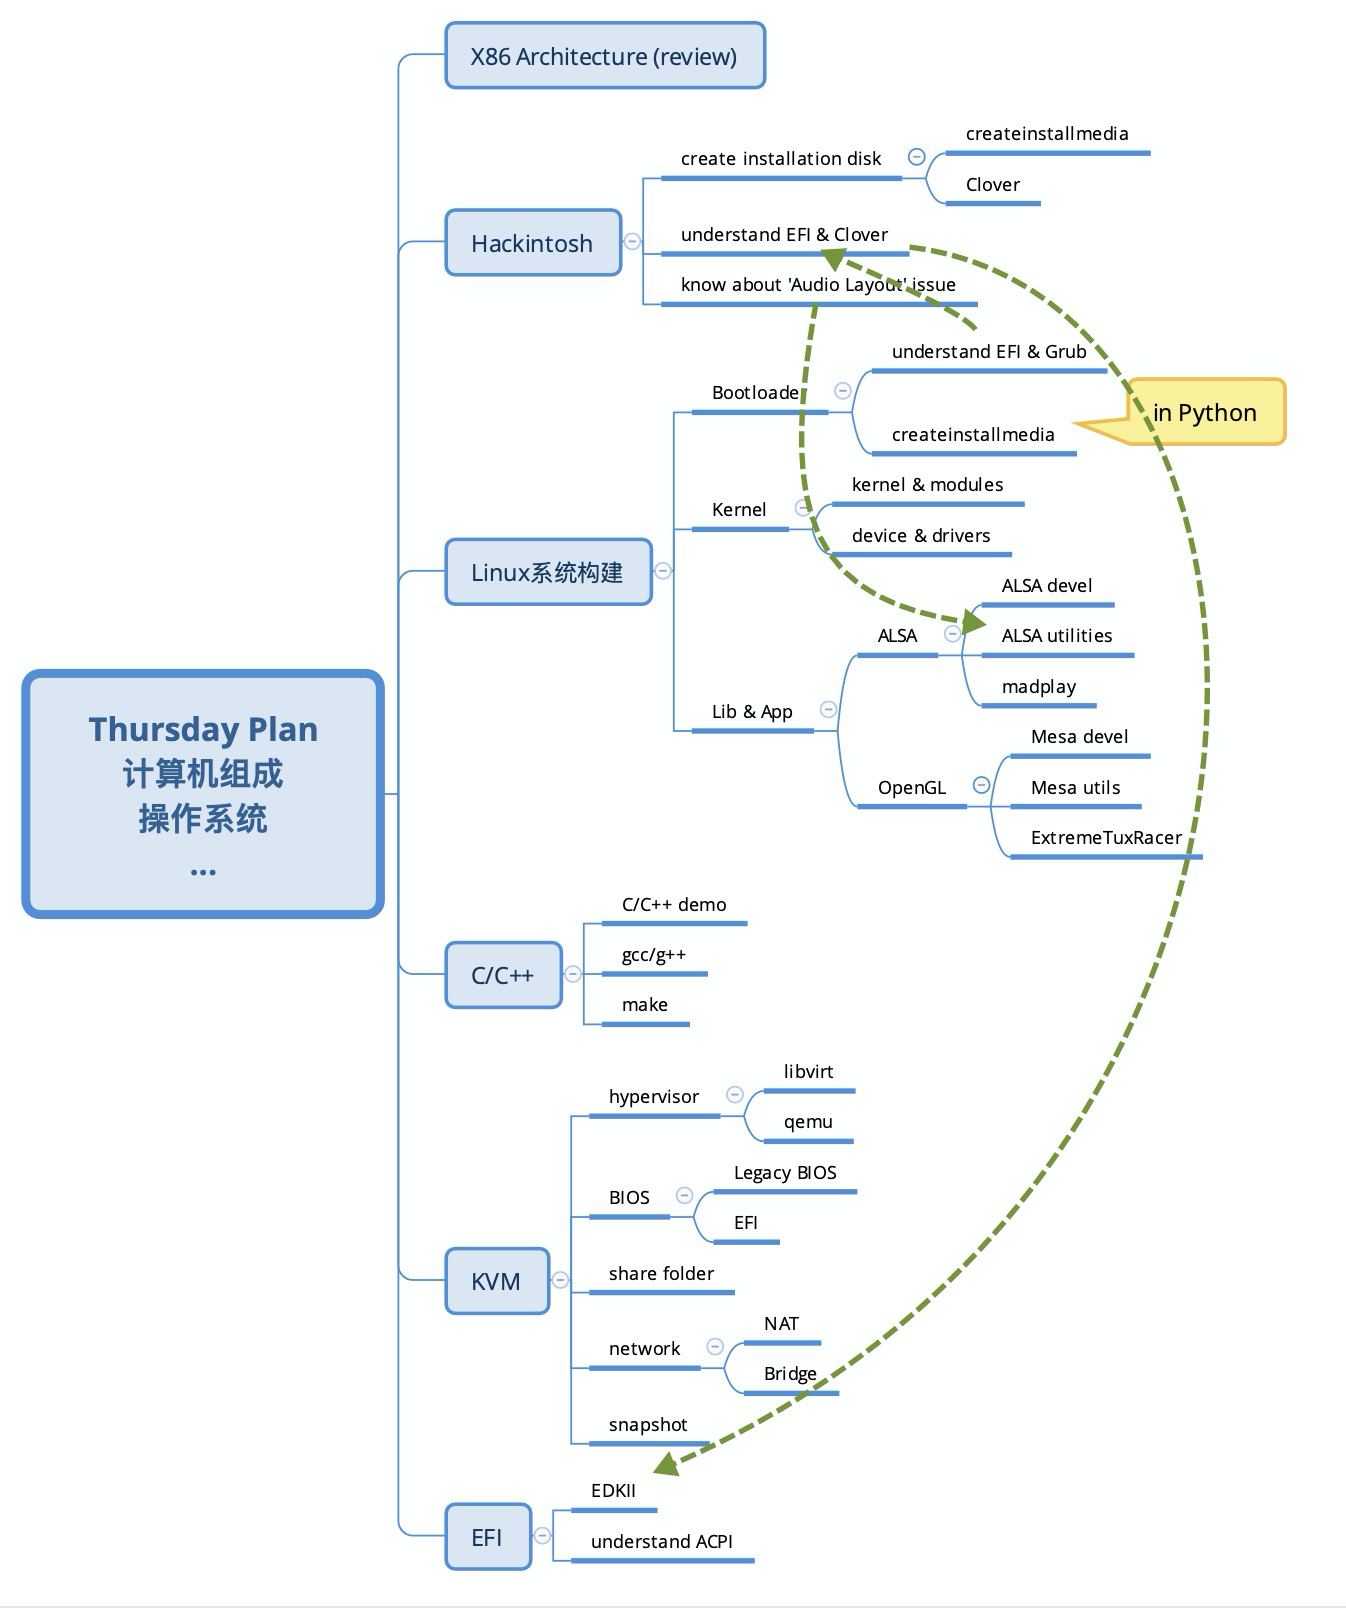 X86 Architecture (review)
Hackintosh
create installation disk
createinstallmedia
Clover
understand EFI & Clover
know about 'Audio Layout' issue
Linux系统构建
Bootloader
understand EFI & Grub
createinstallmedia
in Python
Kernel
kernel & modules
device & drivers
Lib & App
ALSA
ALSA devel
ALSA utilities
madplay
OpenGL
Mesa devel
Mesa utils
ExtremeTuxRacer
Thursday Plan
计算机组成
操作系统
...
C/C++
C/C++ demo
gcc/g++
make
KVM
hypervisor
libvirt
qemu
BIOS
Legacy BIOS
EFI
share folder
network
NAT
Bridge
snapshot
EFI
EDKII
understand ACPI